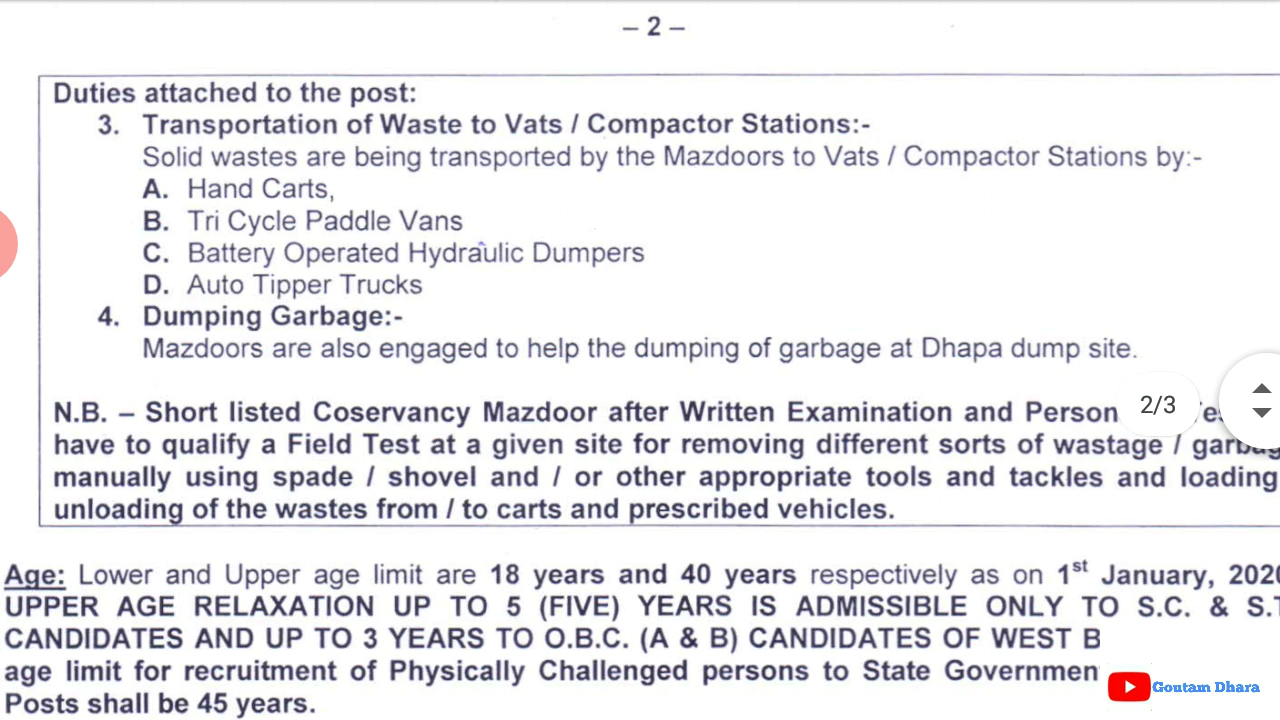 – 2 –
Duties attached to the post:
3. Transportation of Waste to Vats / Compactor Stations:-
Solid wastes are being transported by the Mazdoors to Vats / Compactor Stations by:-
A. Hand Carts,
B. Tri Cycle Paddle Vans
C. Battery Operated Hydraulic Dumpers
D. Auto Tipper Trucks
4. Dumping Garbage:-
Mazdoors are also engaged to help the dumping of garbage at Dhapa dump site.
2/3
N.B. – Short listed Coservancy Mazdoor after Written Examination and Person
have to qualify a Field Test at a given site for removing different sorts of wastage /
manually using spade / shovel and / or other appropriate tools and tackles and loading
unloading of the wastes from / to carts and prescribed vehicles.
Age: Lower and Upper age limit are 18 years and 40 years respectively as on 1st January,
UPPER AGE RELAXATION UP TO 5 (FIVE) YEARS IS ADMISSIBLE ONLY TO S.C. &
CANDIDATES AND UP TO 3 YEARS TO O.B.C. (A & B) CANDIDATES OF WEST B
age limit for recruitment of Physically Challenged persons to State Governmen
Posts shall be 45 years.
Goutam Dhara